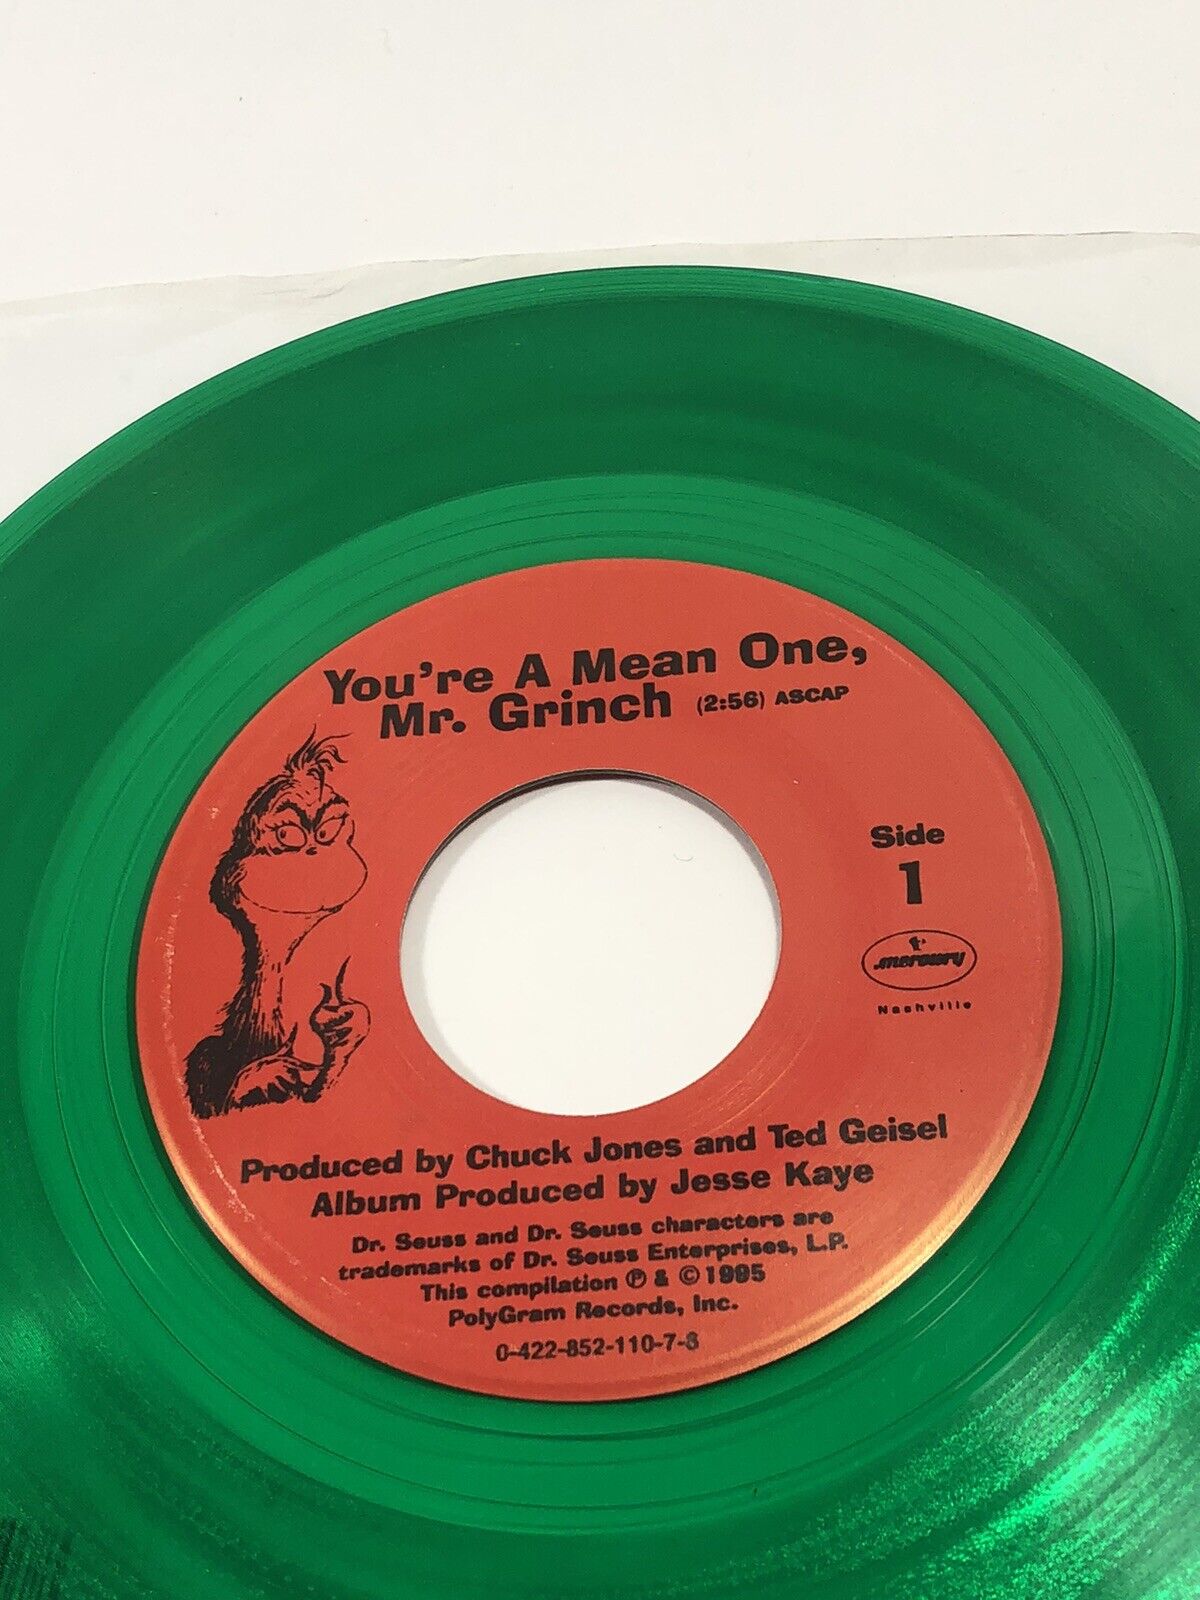 You're A Mean One,
Mr. Grinch (2:56) ASCAP
Side
1
mercury
Nashville
Produced by Chuck Jones and Ted Geisel
Album Produced by Jesse Kaye
Dr. Seuss and Dr. Seuss characters are
trademarks of Dr. Seuss Enterprises, L.P.
This compilation ℗ & © 1995
PolyGram Records, Inc.
0-422-852-110-7-8